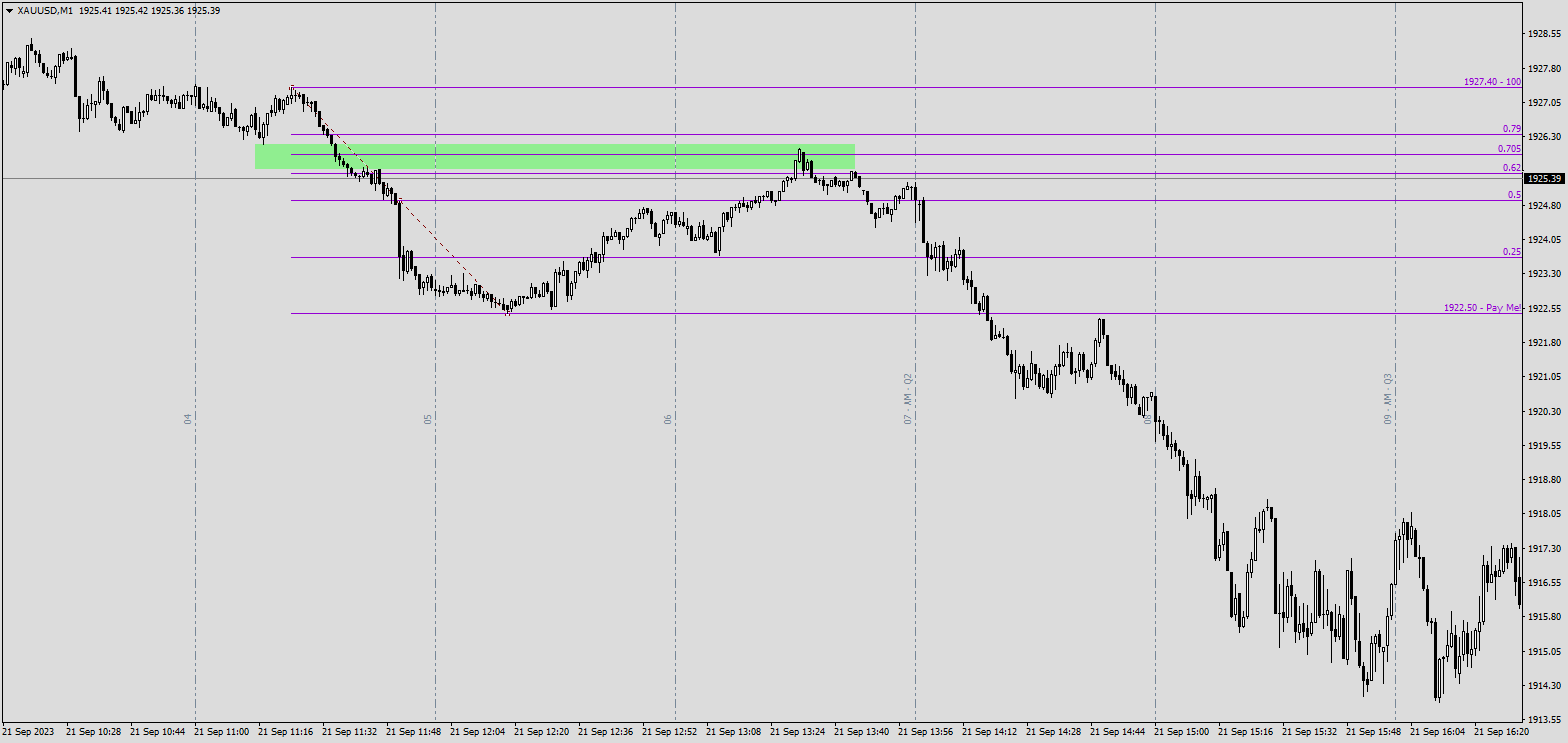 XAUUSD,M1 1925.41 1925.42 1925.36 1925.39
1928.55
1927.80
1927.40 - 100
1927.05
0.79
1926.30
0.705
0.62
1925.39
0.5
1924.80
1924.05
0.25
1923.30
1922.50 - Pay Me!
1922.55
1921.80
1921.05
1920.30
1919.55
1918.80
1918.05
1917.30
1916.55
1915.80
1915.05
1914.30
1913.55
04
05
06
07 - AM - Q2
08
09 - AM - Q3
21 Sep 2023
21 Sep 10:28
21 Sep 10:44
21 Sep 11:00
21 Sep 11:16
21 Sep 11:32
21 Sep 11:48
21 Sep 12:04
21 Sep 12:20
21 Sep 12:36
21 Sep 12:52
21 Sep 13:08
21 Sep 13:24
21 Sep 13:40
21 Sep 13:56
21 Sep 14:12
21 Sep 14:28
21 Sep 14:44
21 Sep 15:00
21 Sep 15:16
21 Sep 15:32
21 Sep 15:48
21 Sep 16:04
21 Sep 16:20